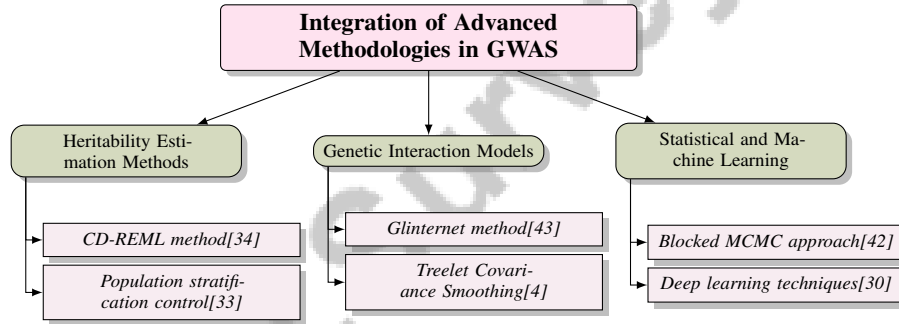 Integration of Advanced
Methodologies in GWAS
Heritability Esti-
mation Methods
CD-REML method[34]
Population stratifi-
cation control[33]
Genetic Interaction Models
Glinternet method[43]
Treelet Covari-
ance Smoothing[4]
Statistical and Ma-
chine Learning
Blocked MCMC approach[42]
Deep learning techniques[30]